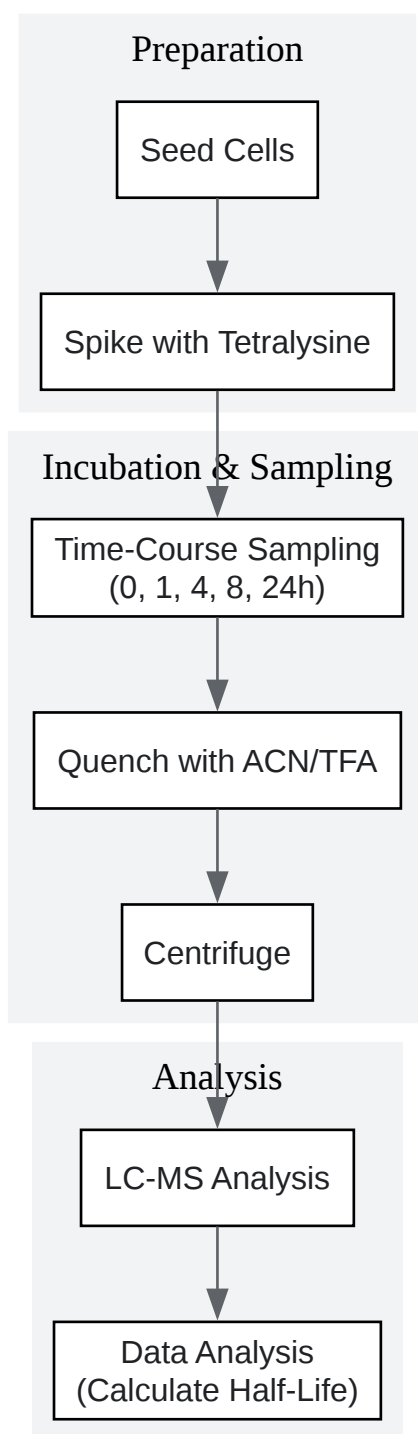 Preparation
Seed Cells
Spike with Tetralysine
Incubation & Sampling
Time-Course Sampling
(0, 1, 4, 8, 24h)
Quench with ACN/TFA
Centrifuge
Analysis
LC-MS Analysis
Data Analysis
(Calculate Half-Life)